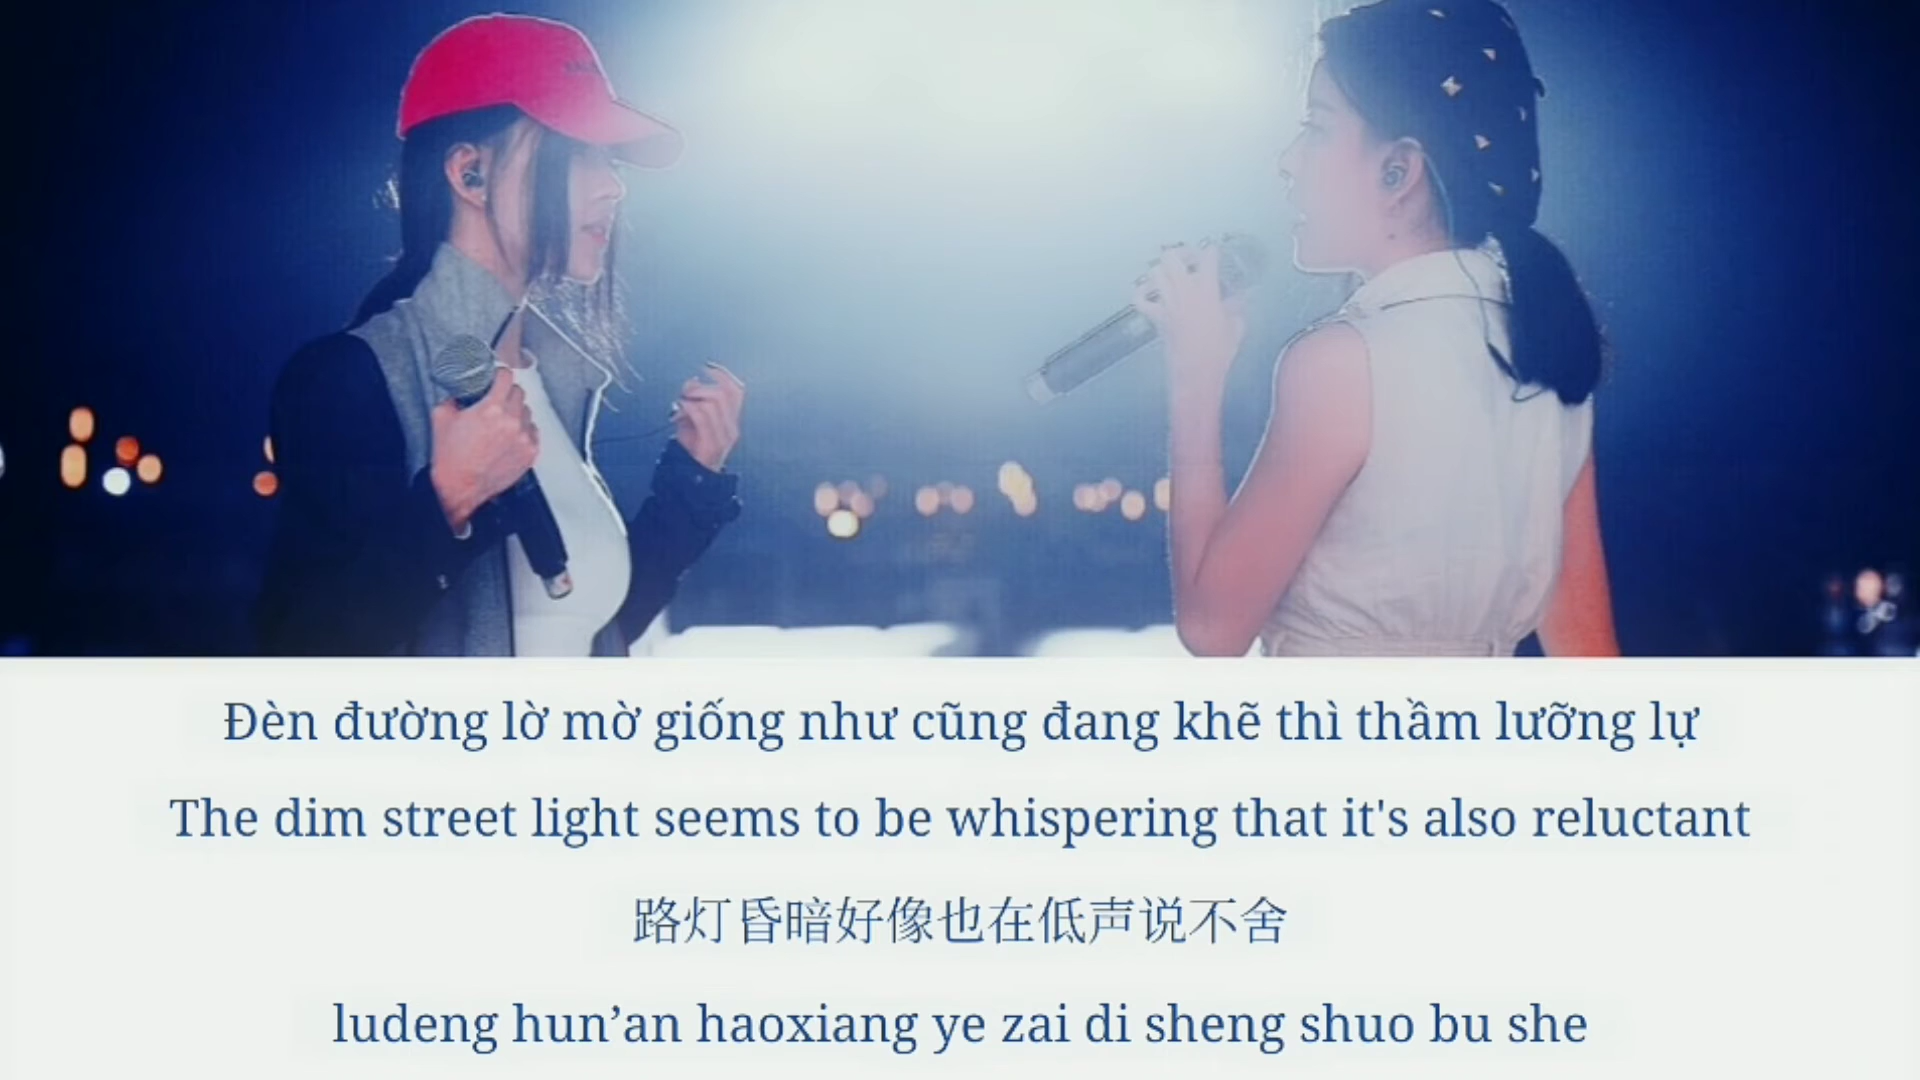 Đèn đường lờ mờ giống như cũng đang khẽ thì thầm lưỡng lự
The dim street light seems to be whispering that it's also reluctant
路灯昏暗好像也在低声说不舍
ludeng hun’an haoxiang ye zai di sheng shuo bu she